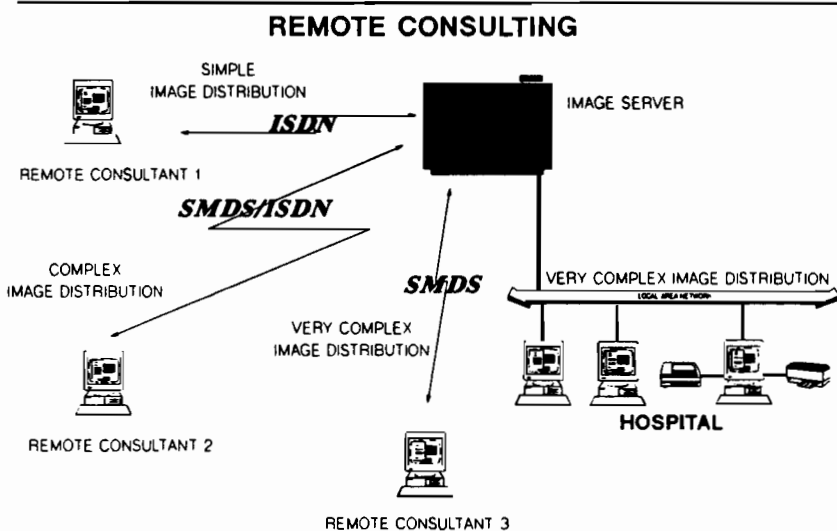 REMOTE CONSULTING
SIMPLE
IMAGE DISTRIBUTION
ISDN
IMAGE SERVER
REMOTE CONSULTANT 1
SMDS/ISDN
COMPLEX
IMAGE DISTRIBUTION
SMDS
VERY COMPLEX IMAGE DISTRIBUTION
LOCAL AREA NETWORK
VERY COMPLEX
IMAGE DISTRIBUTION
HOSPITAL
REMOTE CONSULTANT 2
REMOTE CONSULTANT 3